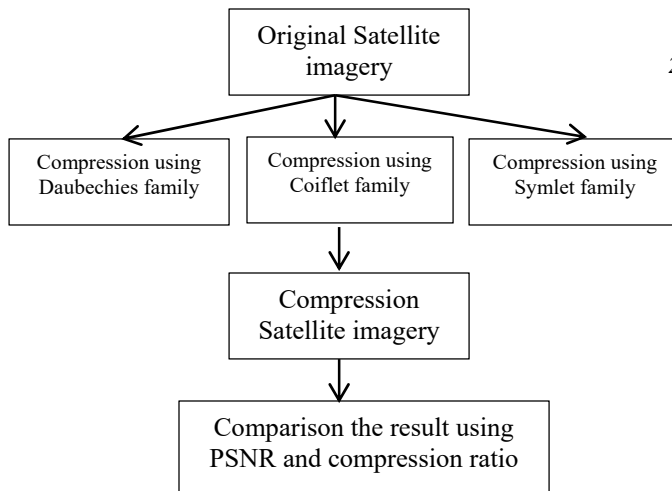 Original Satellite
imagery
2
Compression using
Daubechies family
Compression using
Coiflet family
Compression using
Symlet family
Compression
Satellite imagery
Comparison the result using
PSNR and compression ratio